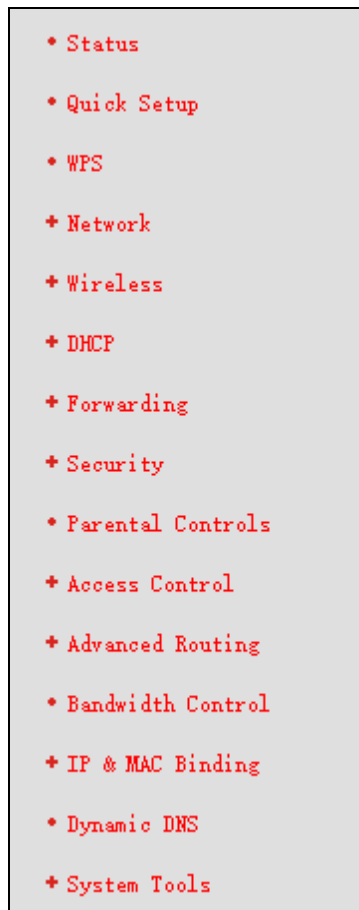 • Status
• Quick Setup
• WPS
+ Network
+ Wireless
+ DHCP
+ Forwarding
+ Security
• Parental Controls
+ Access Control
+ Advanced Routing
• Bandwidth Control
+ IP & MAC Binding
• Dynamic DNS
+ System Tools